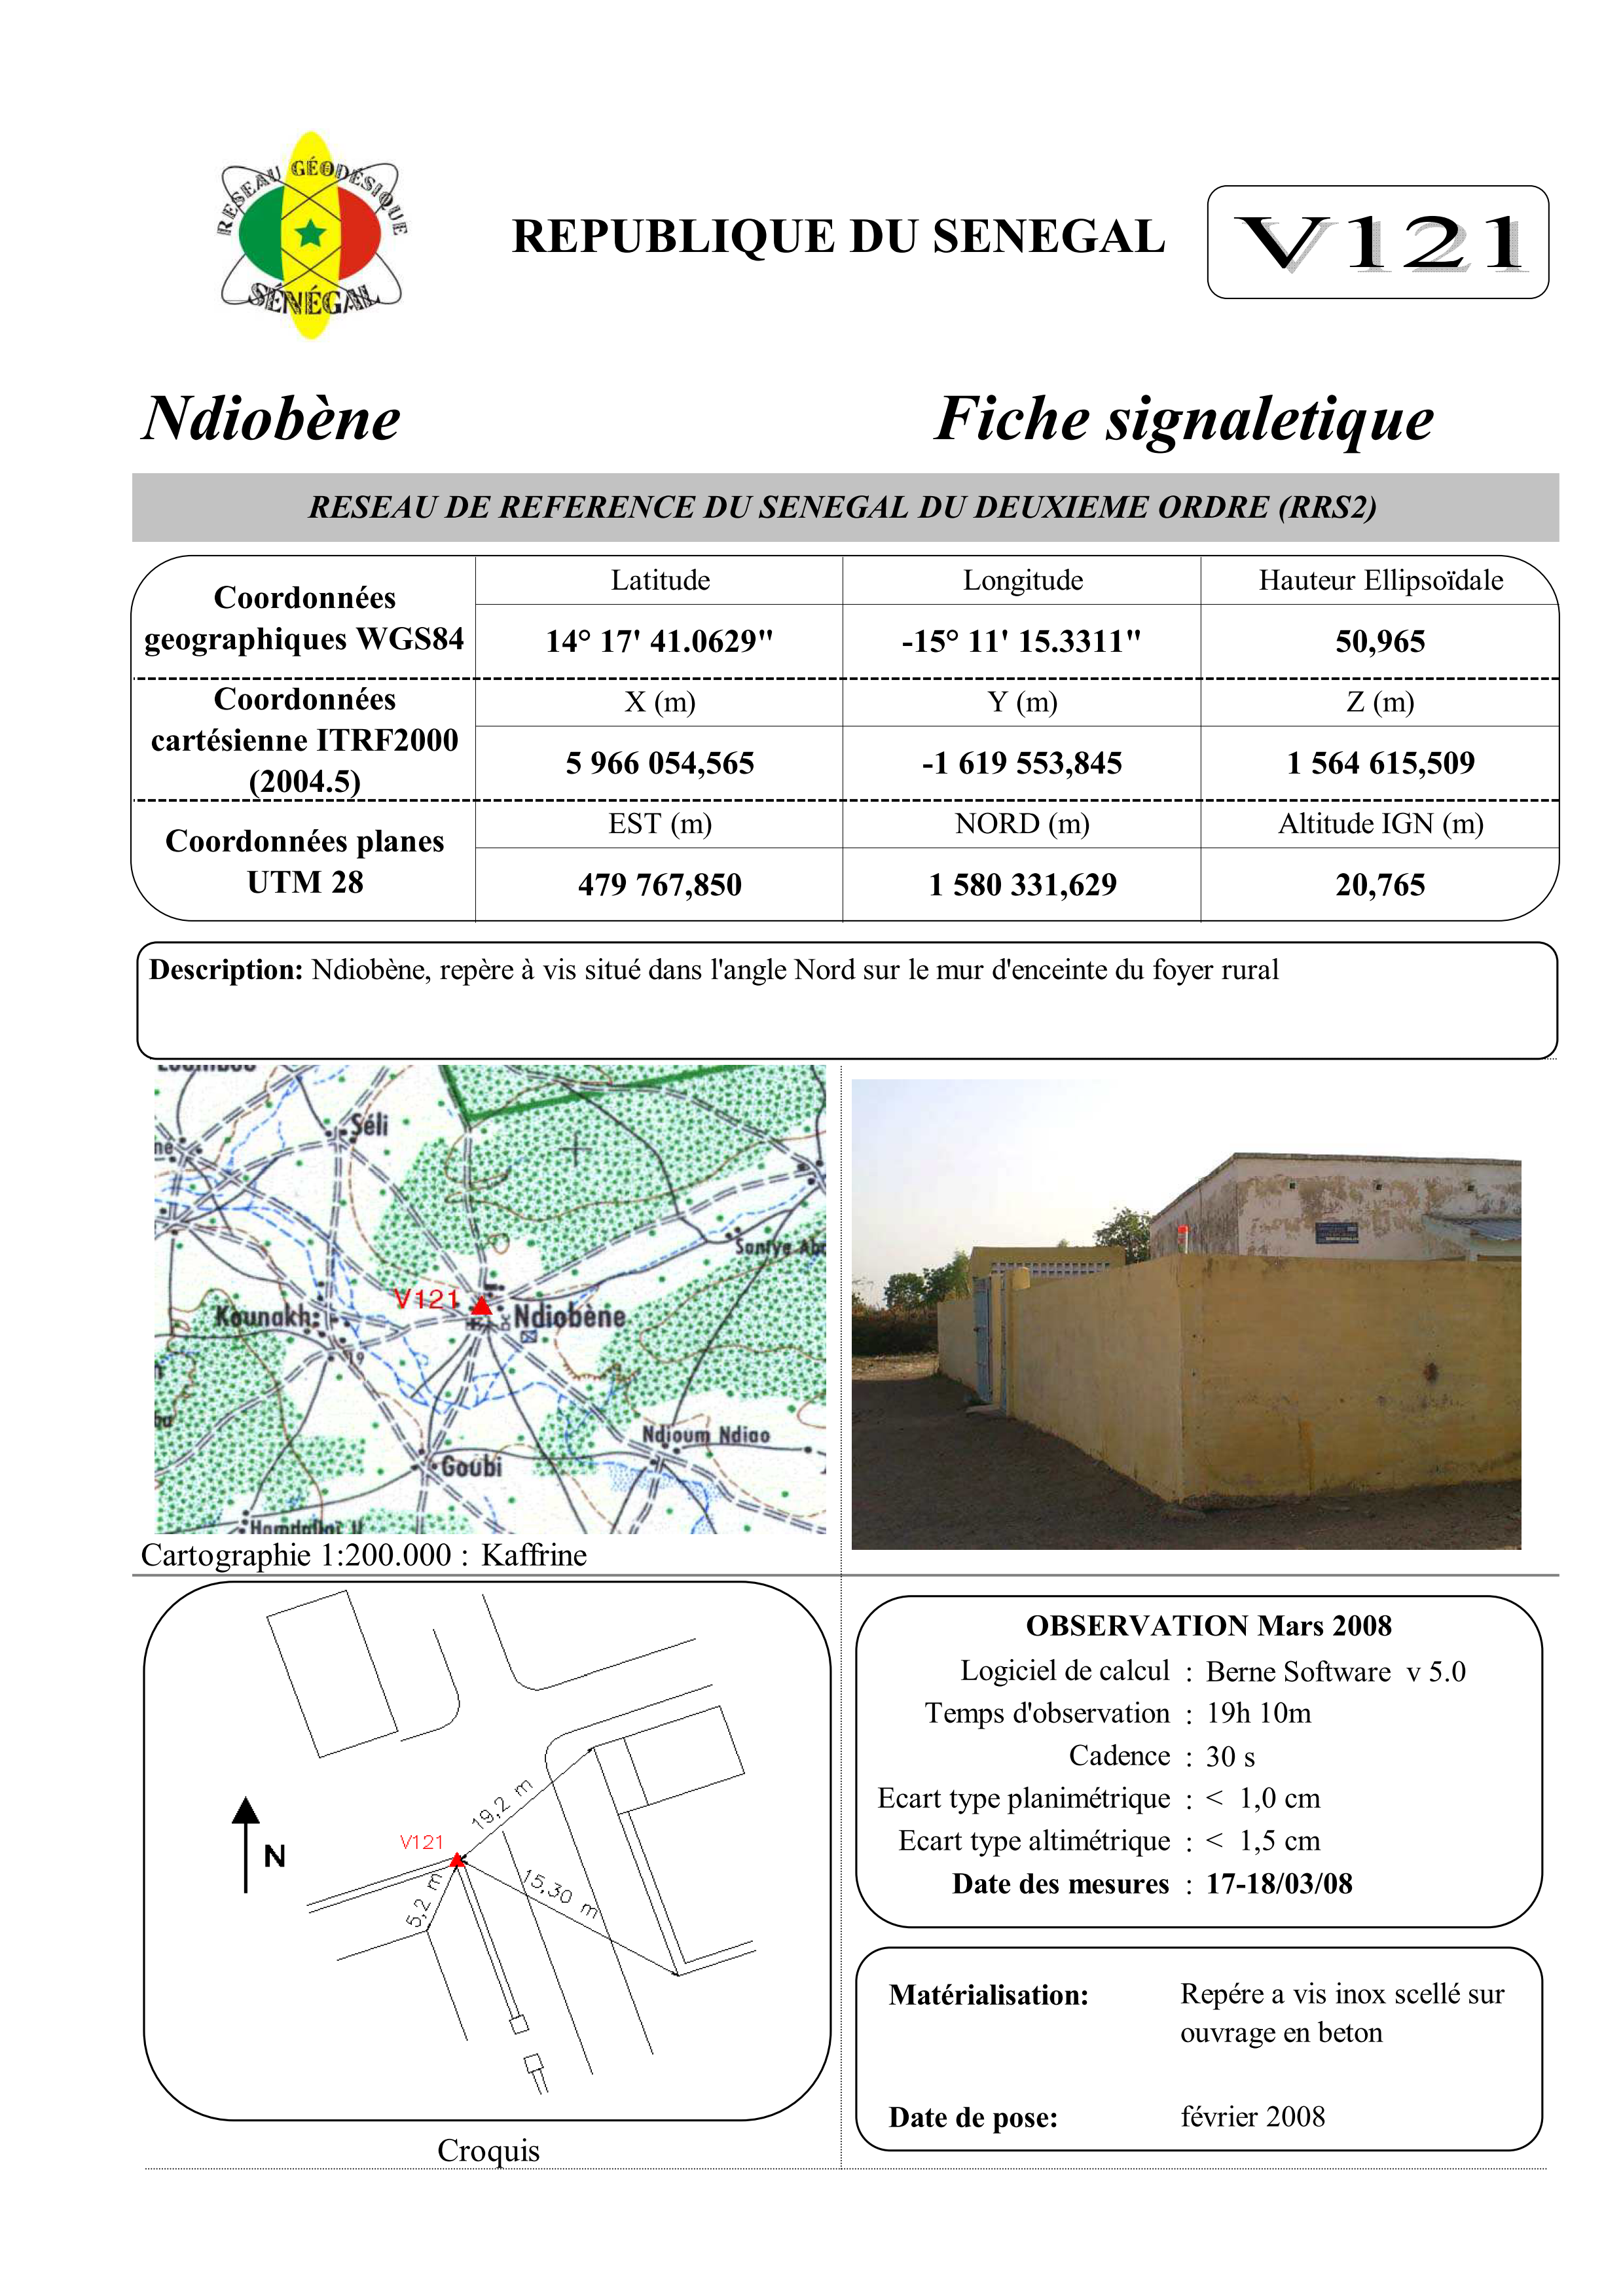 RESEAU GÉODÉSIQUE
SÉNÉGAL
REPUBLIQUE DU SENEGAL
V121
Ndiobène
Fiche signaletique
RESEAU DE REFERENCE DU SENEGAL DU DEUXIEME ORDRE (RRS2)
Coordonnées geographiques WGS84
Latitude Longitude Hauteur Ellipsoïdale
14° 17' 41.0629" -15° 11' 15.3311" 50,965
Coordonnées cartésienne ITRF2000 (2004.5)
X (m) Y (m) Z (m)
5 966 054,565 -1 619 553,845 1 564 615,509
Coordonnées planes UTM 28
EST (m) NORD (m) Altitude IGN (m)
479 767,850 1 580 331,629 20,765
Description: Ndiobène, repère à vis situé dans l'angle Nord sur le mur d'enceinte du foyer rural
Séli
V121
Ndiobène
Kounakh
19
Ndioum Ndiao
Goubi
Cartographie 1:200.000 : Kaffrine
19,2 m
V121
15,30 m
5,2 m
N
Croquis
OBSERVATION Mars 2008
Logiciel de calcul : Berne Software v 5.0
Temps d'observation : 19h 10m
Cadence : 30 s
Ecart type planimétrique : < 1,0 cm
Ecart type altimétrique : < 1,5 cm
Date des mesures : 17-18/03/08
Matérialisation: Repére a vis inox scellé sur
ouvrage en beton
Date de pose: février 2008